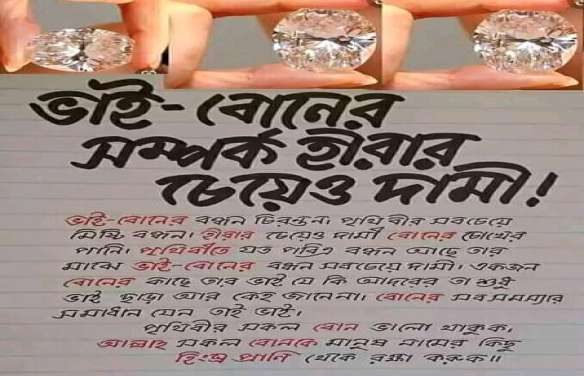 ভাই-বোনের
সম্পর্ক হীরার
চেয়েও দামী!
ভাই-বোনের বন্ধন চিরন্তন। পৃথিবীর সবচেয়ে
মিষ্টি বন্ধন। হীরার চেয়েও দামী বোনের চোখের
পানি। পৃথিবীতে যত পবিত্র বন্ধন আছে তার
মাঝে ভাই-বোনের বন্ধন সবচেয়ে দামী। একজন
বোনের কাছে তার ভাই যে কি আদরের তা শুধু
ভাই ছাড়া আর কেহ জানেনা। বোনের সব সমস্যার
সমাধান যেন তাই ভাই।
পৃথিবীর সকল বোন ভালো থাকুক।
আল্লাহ সকল বোনকে মানুষ নামের কিছু
হিংস্র প্রানি থেকে রক্ষা করুক॥